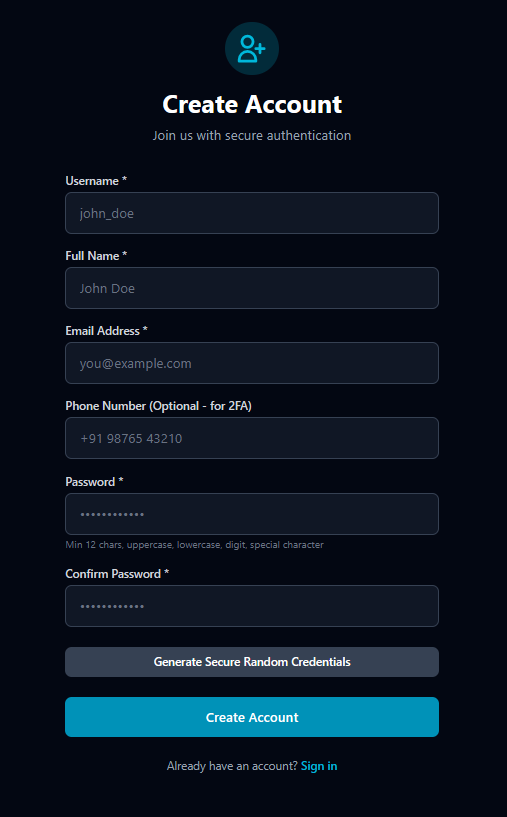 Create Account
Join us with secure authentication
Username *
john_doe
Full Name *
John Doe
Email Address *
you@example.com
Phone Number (Optional - for 2FA)
+91 98765 43210
Password *
••••••••••••
Min 12 chars, uppercase, lowercase, digit, special character
Confirm Password *
••••••••••••
Generate Secure Random Credentials
Create Account
Already have an account? Sign in